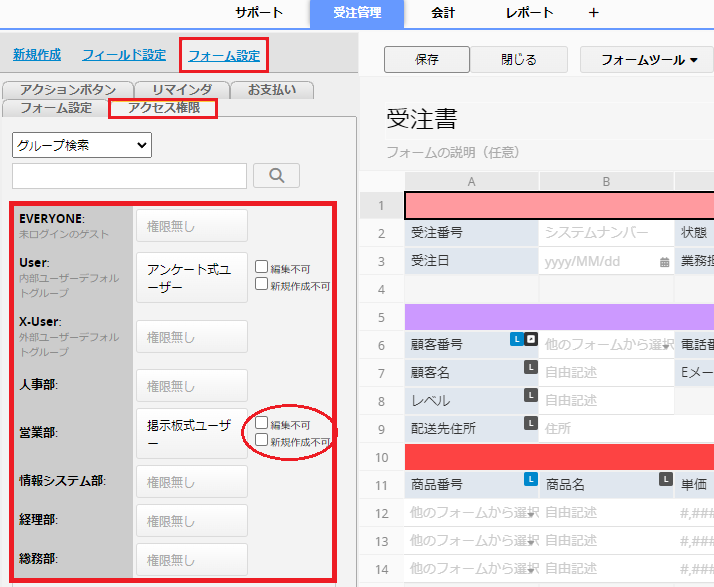 サポート
受注管理
会計
レポート
+
新規作成
フィールド設定
フォーム設定
保存
閉じる
フォームツール
アクションボタン
リマインダ
お支払い
フォーム設定
アクセス権限
グループ検索
EVERYONE:
未ログインのゲスト
権限無し
User:
内部ユーザーデフォル
トグループ
アンケート式ユ
ーザー
編集不可
新規作成不可
X-User:
外部ユーザーデフォル
トグループ
権限無し
人事部:
権限無し
営業部:
掲示板式ユーザ
ー
編集不可
新規作成不可
情報システム部:
権限無し
経理部:
権限無し
総務部:
権限無し
受注書
フォームの説明（任意）
A
B
1
2
受注番号
システムナンバー
状態
3
受注日
yyyy/MM/dd
業務担
4
5
6
顧客番号
L
他のフォームから選択
電話番
7
顧客名
L
自由記述
Eメー
8
レベル
L
自由記述
9
配送先住所
L
住所
10
11
商品番号
L
商品名
L
単価
12
他のフォームから選択
自由記述
#,###
13
他のフォームから選択
自由記述
#,###
14
他のフォームから選択
自由記述
#,###